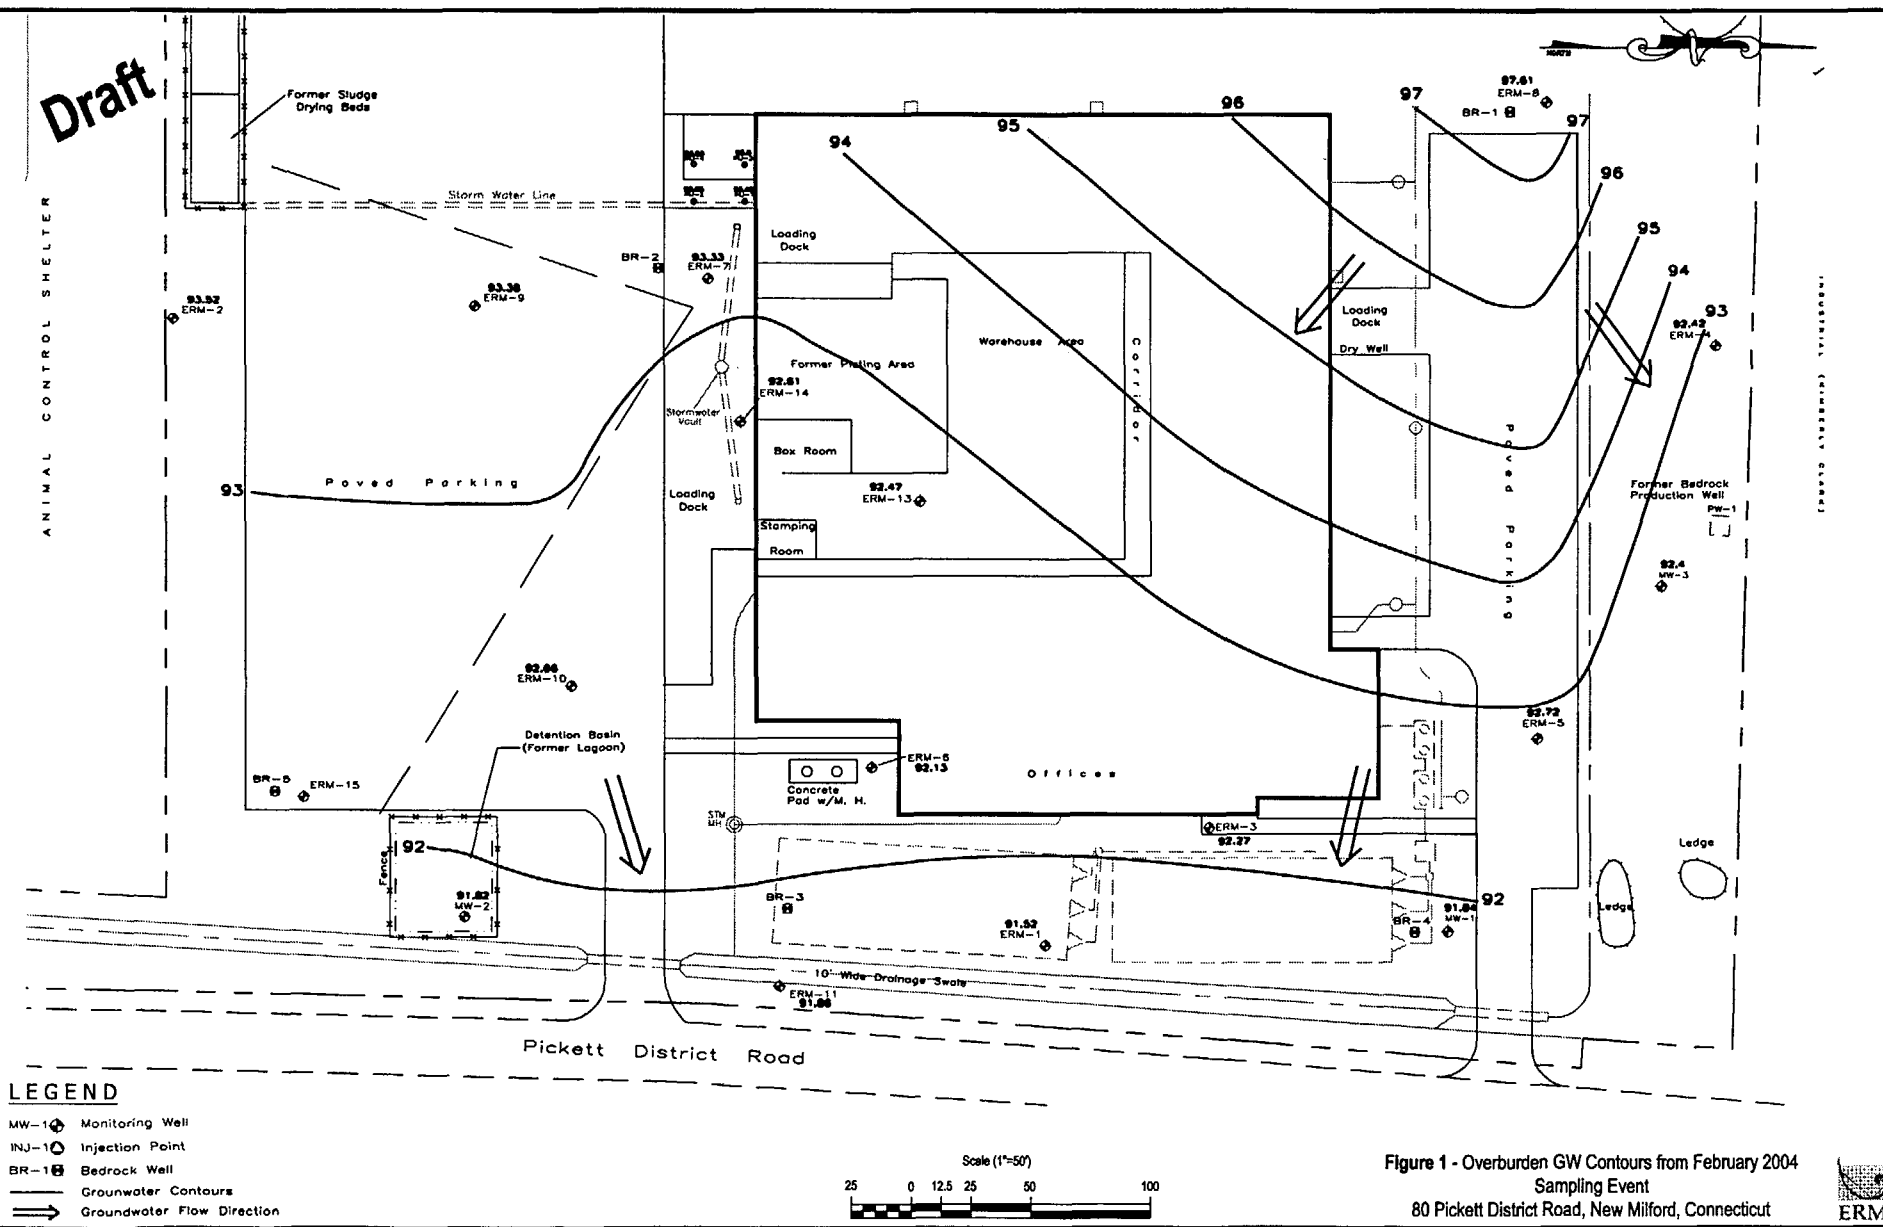 Draft
Former Sludge
Drying Beds
NORTH
97.61
ERM-8
BR-1
97
97
96
96
95
95
94
94
93
Storm Water Line
ANIMAL CONTROL SHELTER
Loading
Dock
BR-2
93.33
ERM-7
93.52
ERM-2
93.38
ERM-9
Loading
Dock
Dry Well
92.42
ERM-4
Warehouse Area
Corridor
Former Plating Area
92.61
ERM-14
Stormwater
Vault
Box Room
93
Paved Parking
Loading
Dock
92.47
ERM-13
Stamping
Room
Paved Parking
Former Bedrock
Production Well
PW-1
92.4
MW-3
92.66
ERM-10
92.72
ERM-5
Detention Basin
(Former Lagoon)
BR-5
ERM-15
ERM-6
92.13
Offices
Concrete
Pad w/M. H.
STM
MH
ERM-3
92.27
Fence
92
92
91.82
MW-2
BR-3
91.52
ERM-1
BR-4
91.84
MW-1
Ledge
Ledge
10' Wide Drainage Swale
ERM-11
Pickett District Road
LEGEND
MW-1 Monitoring Well
INJ-1 Injection Point
BR-1 Bedrock Well
Grounwater Contours
Groundwater Flow Direction
Scale (1"=50')
25 0 12.5 25 50 100
Figure 1 - Overburden GW Contours from February 2004
Sampling Event
80 Pickett District Road, New Milford, Connecticut
ERM